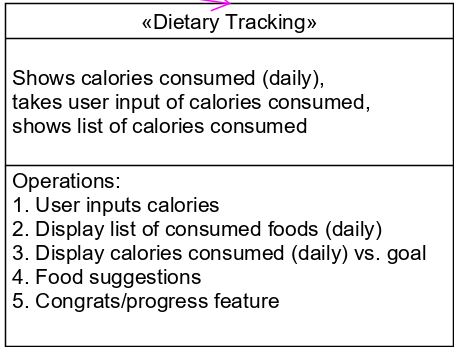 «Dietary Tracking»
Shows calories consumed (daily),
takes user input of calories consumed,
shows list of calories consumed
Operations:
1. User inputs calories
2. Display list of consumed foods (daily)
3. Display calories consumed (daily) vs. goal
4. Food suggestions
5. Congrats/progress feature